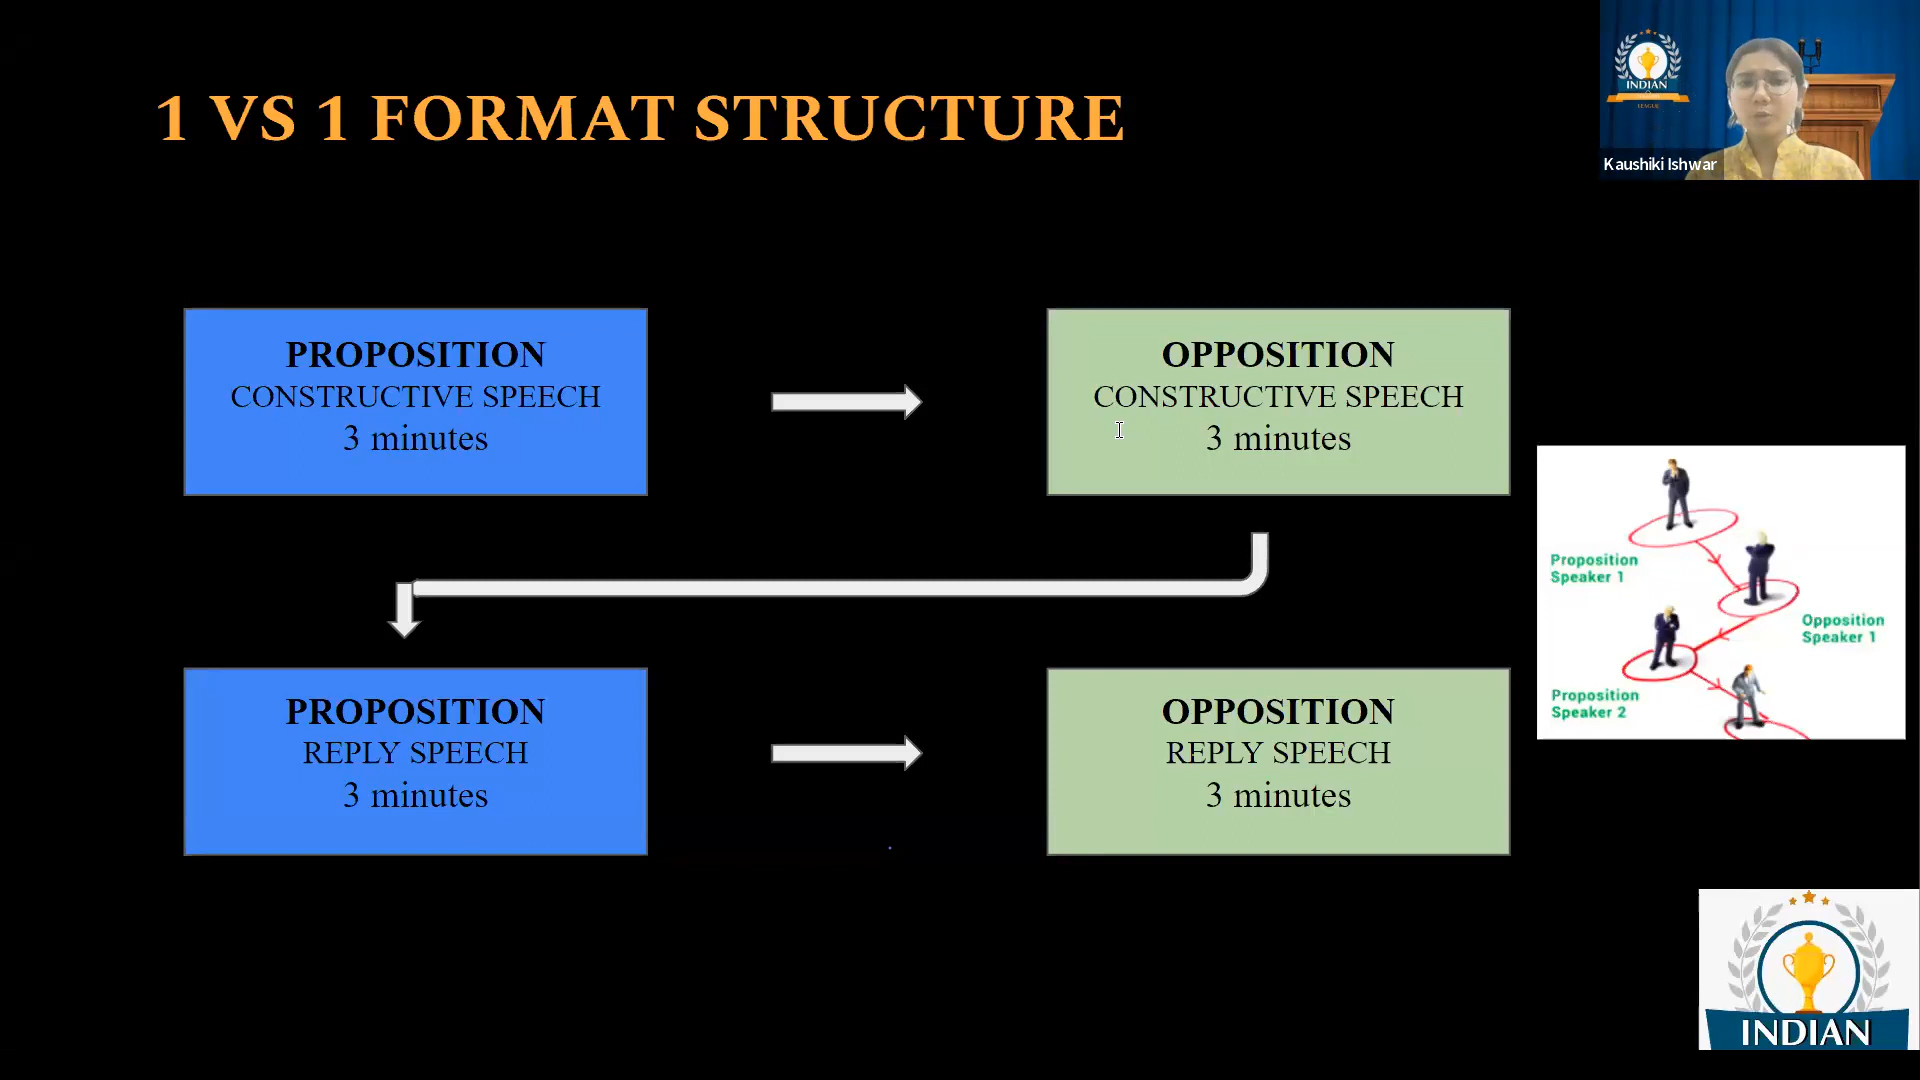 1 VS 1 FORMAT STRUCTURE
INDIAN
LEAGUE
Kaushiki Ishwar
PROPOSITION
CONSTRUCTIVE SPEECH
3 minutes
OPPOSITION
CONSTRUCTIVE SPEECH
3 minutes
PROPOSITION
REPLY SPEECH
3 minutes
OPPOSITION
REPLY SPEECH
3 minutes
Proposition
Speaker 1
Opposition
Speaker 1
Proposition
Speaker 2
INDIAN